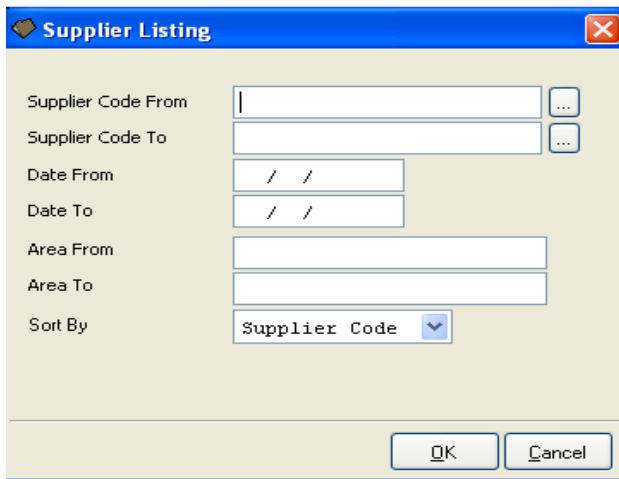 Supplier Listing
Supplier Code From ...
Supplier Code To ...
Date From / /
Date To / /
Area From
Area To
Sort By Supplier Code
OK Cancel